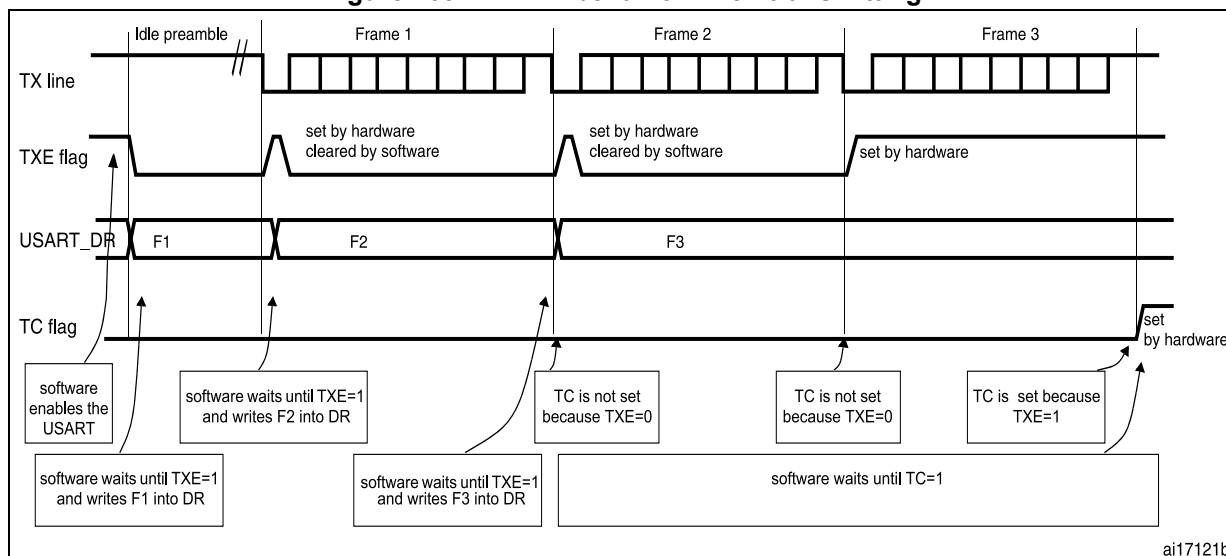 Idle preamble
Frame 1
Frame 2
Frame 3
TX line
TXE flag
set by hardware
cleared by software
set by hardware
cleared by software
set by hardware
USART_DR
F1
F2
F3
TC flag
set
by hardware
software
enables the
USART
software waits until TXE=1
and writes F2 into DR
TC is not set
because TXE=0
TC is not set
because TXE=0
TC is set because
TXE=1
software waits until TXE=1
and writes F1 into DR
software waits until TXE=1
and writes F3 into DR
software waits until TC=1
ai17121b